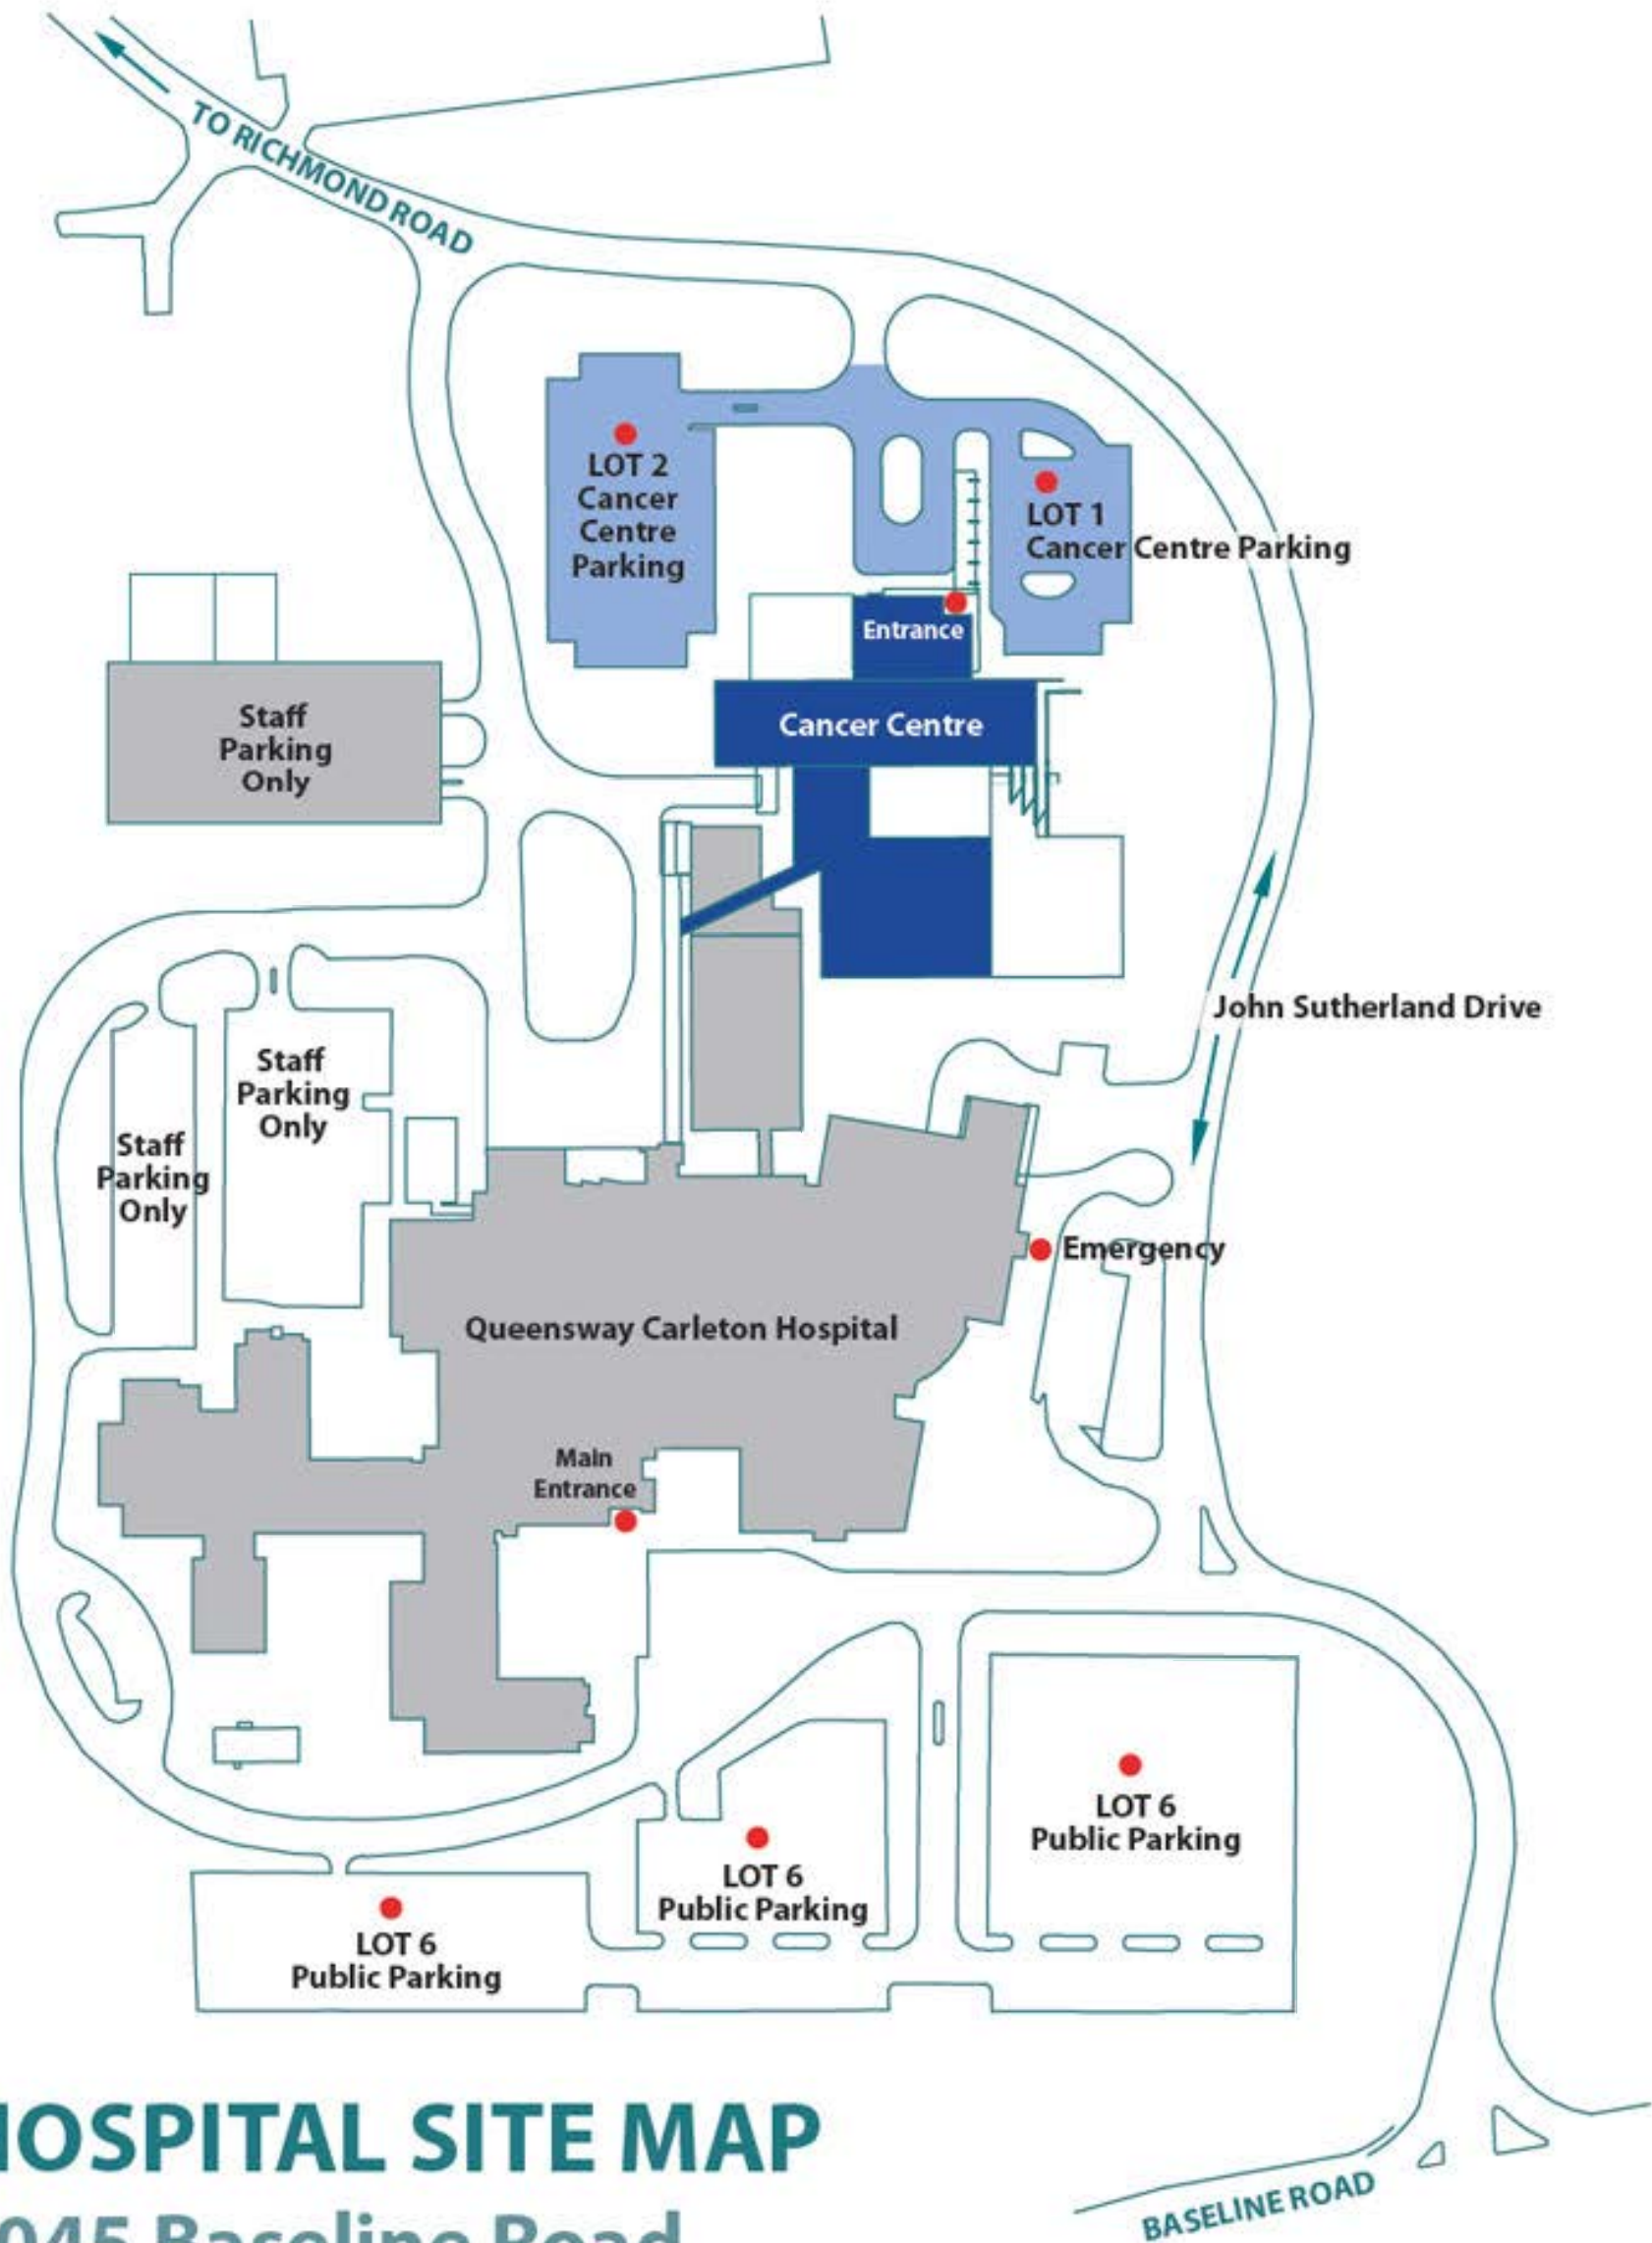 TO RICHMOND ROAD
LOT 2
Cancer
Centre
Parking
LOT 1
Cancer Centre Parking
Entrance
Cancer Centre
Staff
Parking
Only
John Sutherland Drive
Staff
Parking
Only
Staff
Parking
Only
Emergency
Queensway Carleton Hospital
Main
Entrance
LOT 6
Public Parking
LOT 6
Public Parking
LOT 6
Public Parking
SITE MAP
Baseline Road
BASELINE ROAD